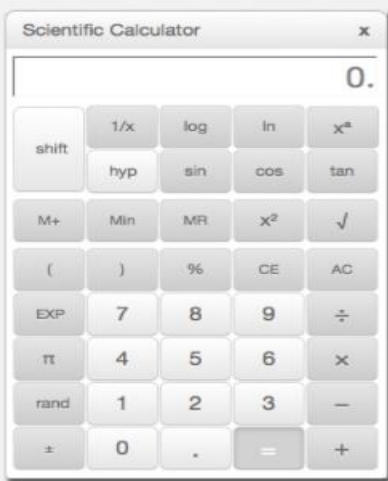 Scientific Calculator x
0.
shift 1/x log ln xª
hyp sin cos tan
M+ Min MR x² √
( ) % CE AC
EXP 7 8 9 ÷
π 4 5 6 ×
rand 1 2 3 −
± 0 . = +